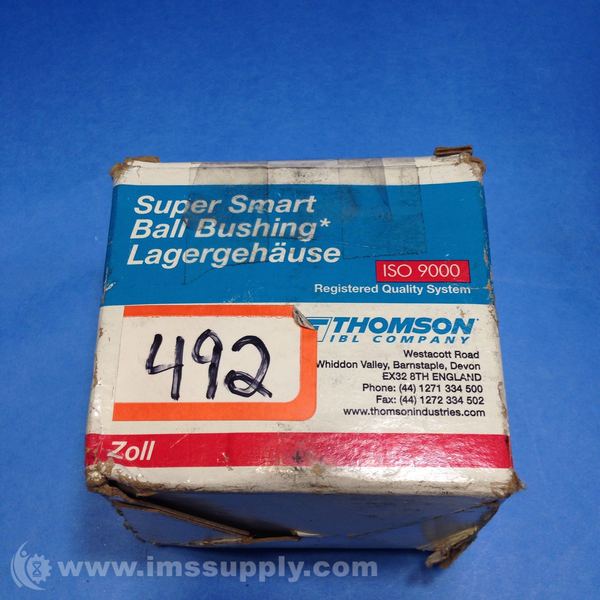 Super Smart
Ball Bushing*
Lagergehäuse
ISO 9000
Registered Quality System
THOMSON
IBL COMPANY
492
Westacott Road
Whiddon Valley, Barnstaple, Devon
EX32 8TH ENGLAND
Phone: (44) 1271 334 500
Fax: (44) 1272 334 502
www.thomsonindustries.com
Zoll
www.imssupply.com